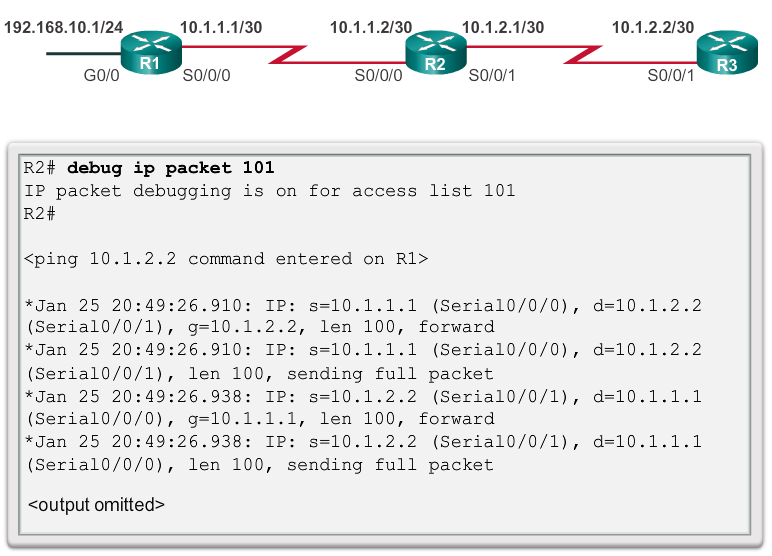 192.168.10.1/24 10.1.1.1/30 10.1.1.2/30 10.1.2.1/30 10.1.2.2/30
R1 R2 R3
G0/0 S0/0/0 S0/0/0 S0/0/1 S0/0/1
R2# debug ip packet 101
IP packet debugging is on for access list 101
R2#
<ping 10.1.2.2 command entered on R1>
*Jan 25 20:49:26.910: IP: s=10.1.1.1 (Serial0/0/0), d=10.1.2.2
(Serial0/0/1), g=10.1.2.2, len 100, forward
*Jan 25 20:49:26.910: IP: s=10.1.1.1 (Serial0/0/0), d=10.1.2.2
(Serial0/0/1), len 100, sending full packet
*Jan 25 20:49:26.938: IP: s=10.1.2.2 (Serial0/0/1), d=10.1.1.1
(Serial0/0/0), g=10.1.1.1, len 100, forward
*Jan 25 20:49:26.938: IP: s=10.1.2.2 (Serial0/0/1), d=10.1.1.1
(Serial0/0/0), len 100, sending full packet
<output omitted>